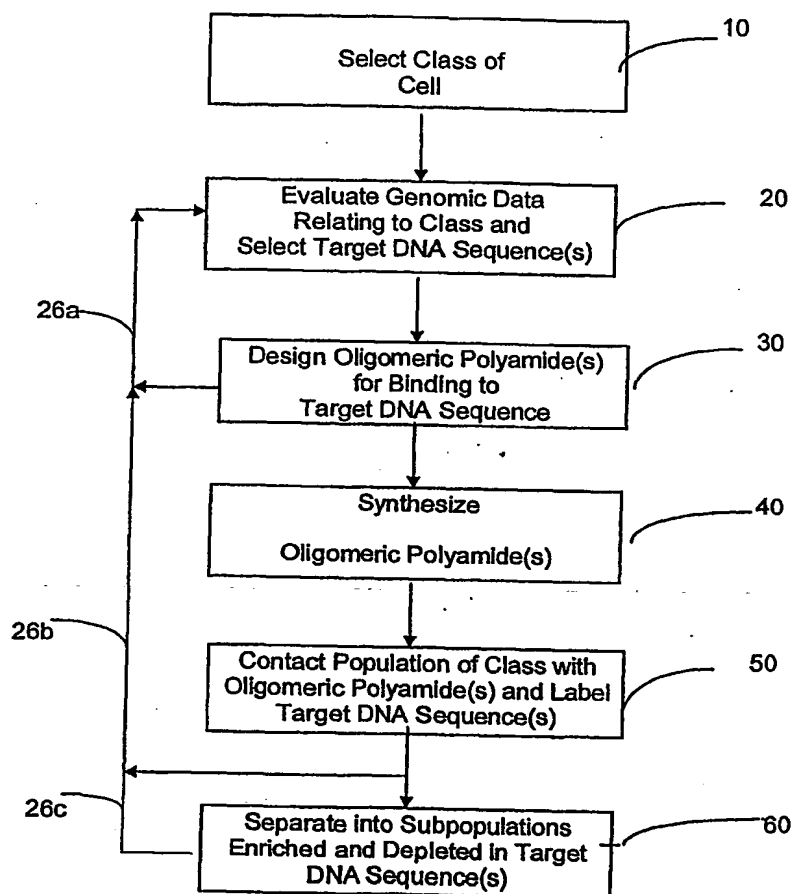 10
Select Class of
Cell
Evaluate Genomic Data
Relating to Class and
Select Target DNA Sequence(s)
20
26a
Design Oligomeric Polyamide(s)
for Binding to
Target DNA Sequence
30
Synthesize
Oligomeric Polyamide(s)
40
26b
Contact Population of Class with
Oligomeric Polyamide(s) and Label
Target DNA Sequence(s)
50
26c
Separate into Subpopulations
Enriched and Depleted in Target
DNA Sequence(s)
60